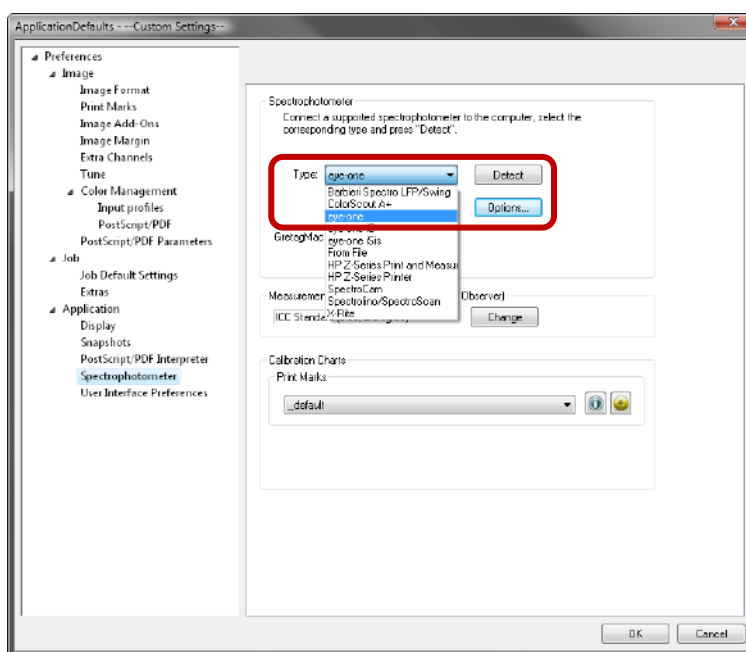 ApplicationDefaults - --Custom Settings--
Preferences
Image
Image Format
Print Marks
Image Add-Ons
Image Margin
Extra Channels
Tune
Color Management
Input profiles
PostScript/PDF
PostScript/PDF Parameters
Job
Job Default Settings
Extras
Application
Display
Snapshots
PostScript/PDF Interpreter
Spectrophotometer
User Interface Preferences
Spectrophotometer
Connect a supported spectrophotometer to the computer, select the
corresponding type and press "Detect".
Type: eye-one Detect
Barbieri Spectro LFP/Swing
ColorScout A+
eye-one
Options...
eye-one iSis
From File
HP Z-Series Print and Measu
HP Z-Series Printer
SpectroCam
Spectrolino/SpectroScan
X-Rite
GretagMac
Observer)
ICC Standa
Change
Calibration Charts
Print Marks
_default
OK Cancel